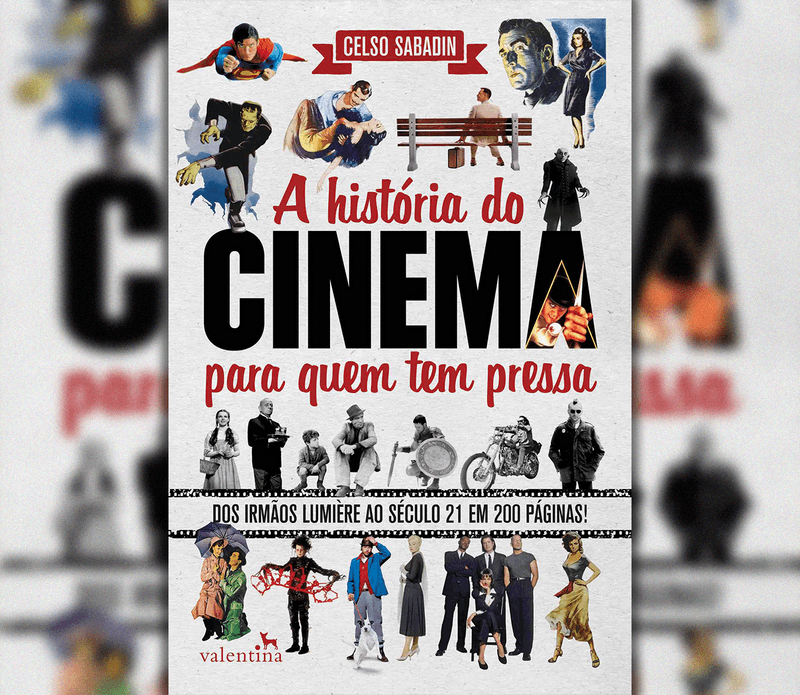 CELSO SABADIN
A história do
CINEMA
para quem tem pressa
DOS IRMÃOS LUMIÈRE AO SÉCULO 21 EM 200 PÁGINAS!
valentina